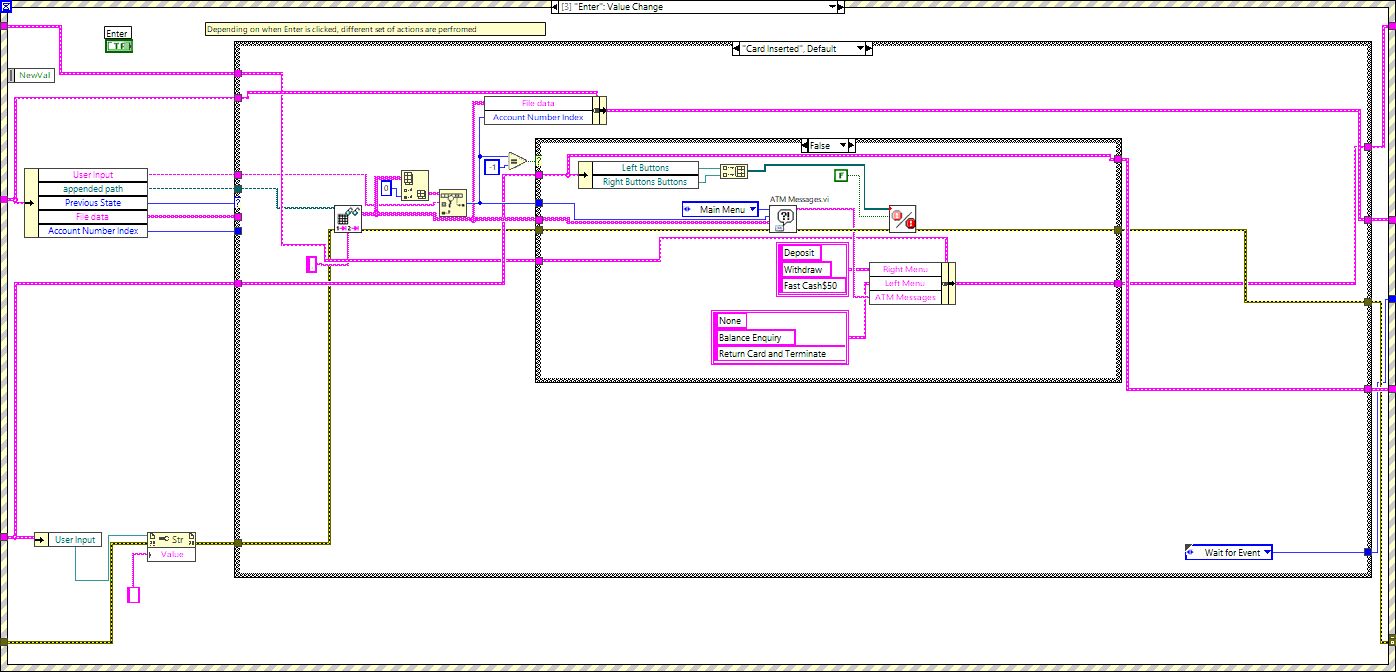 [3] "Enter": Value Change
Enter
TF
Depending on when Enter is clicked, different set of actions are perfromed
"Card Inserted", Default
NewVal
File data
Account Number Index
False
-1
=
?
Left Buttons
Right Buttons Buttons
F
User Input
appended path
Previous State
File data
Account Number Index
0
Main Menu
ATM Messages.vi
?!
Deposit
Withdraw
Fast Cash$50
Right Menu
Left Menu
ATM Messages
None
Balance Enquiry
Return Card and Terminate
User Input
Str
Value
Wait for Event